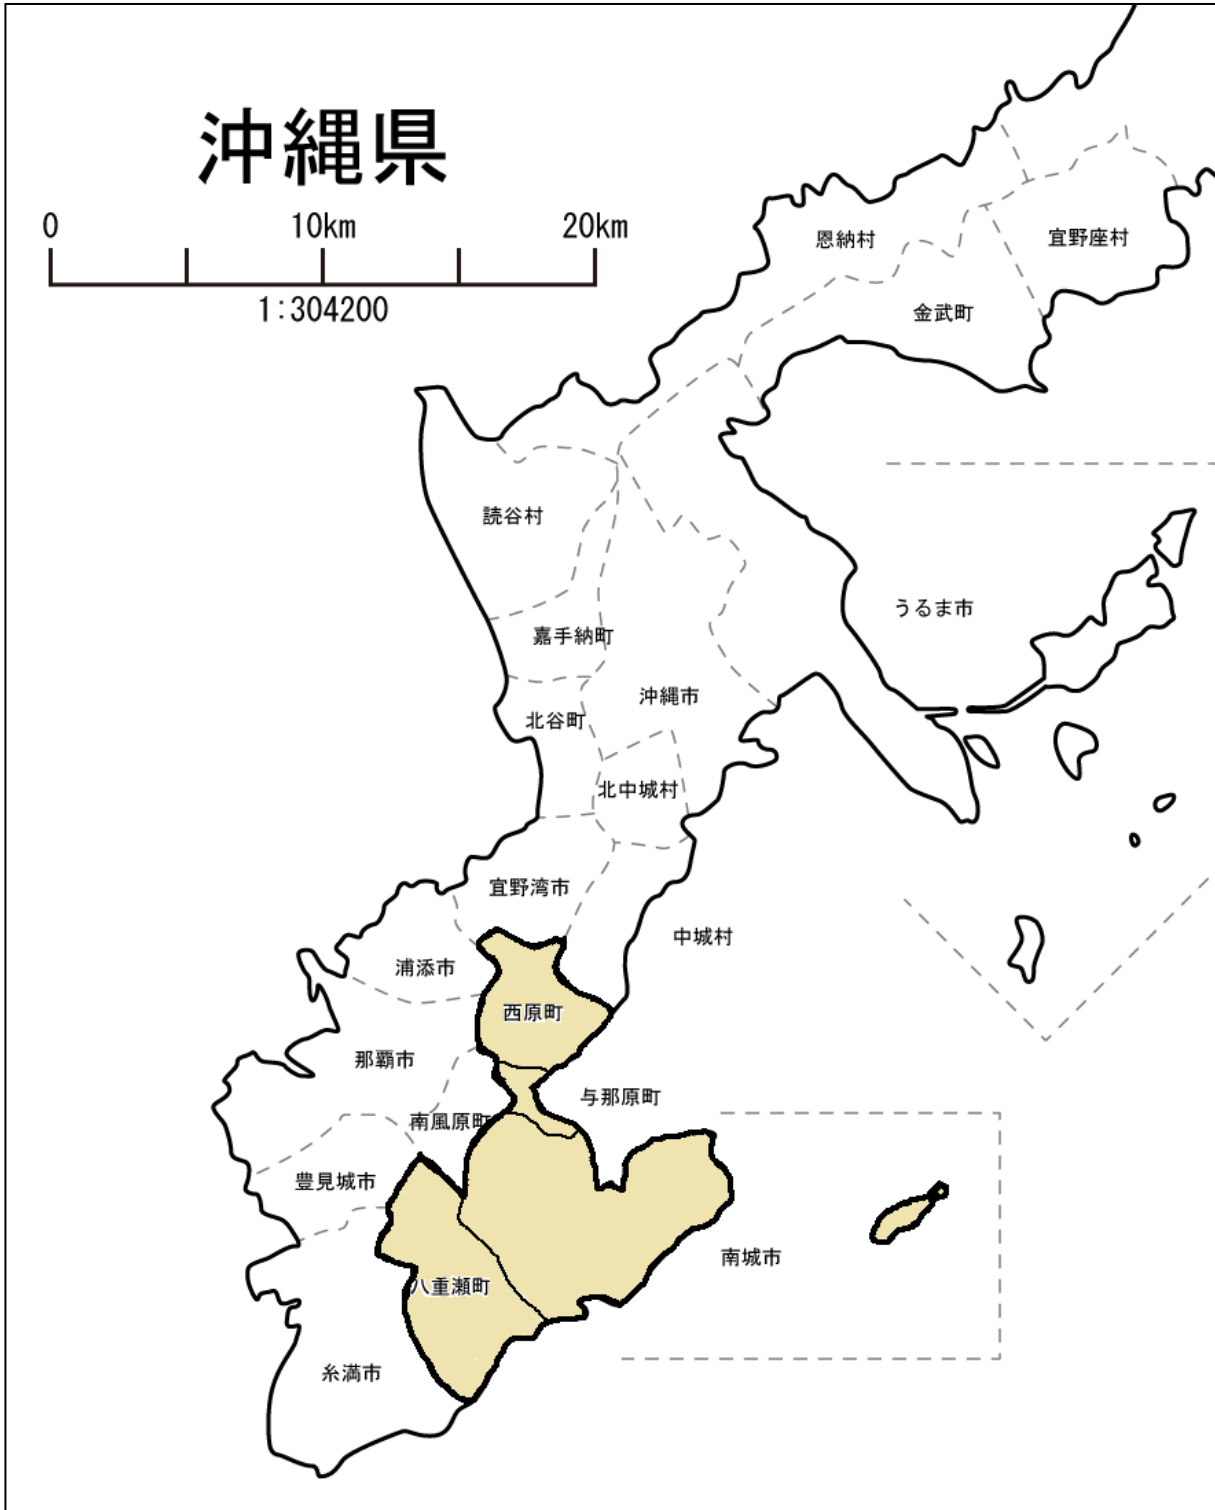 沖縄県
0 10km 20km
1:304200
恩納村
宜野座村
金武町
読谷村
うるま市
嘉手納町
沖縄市
北谷町
北中城村
宜野湾市
中城村
浦添市
西原町
那覇市
与那原町
南風原町
豊見城市
南城市
八重瀬町
糸満市